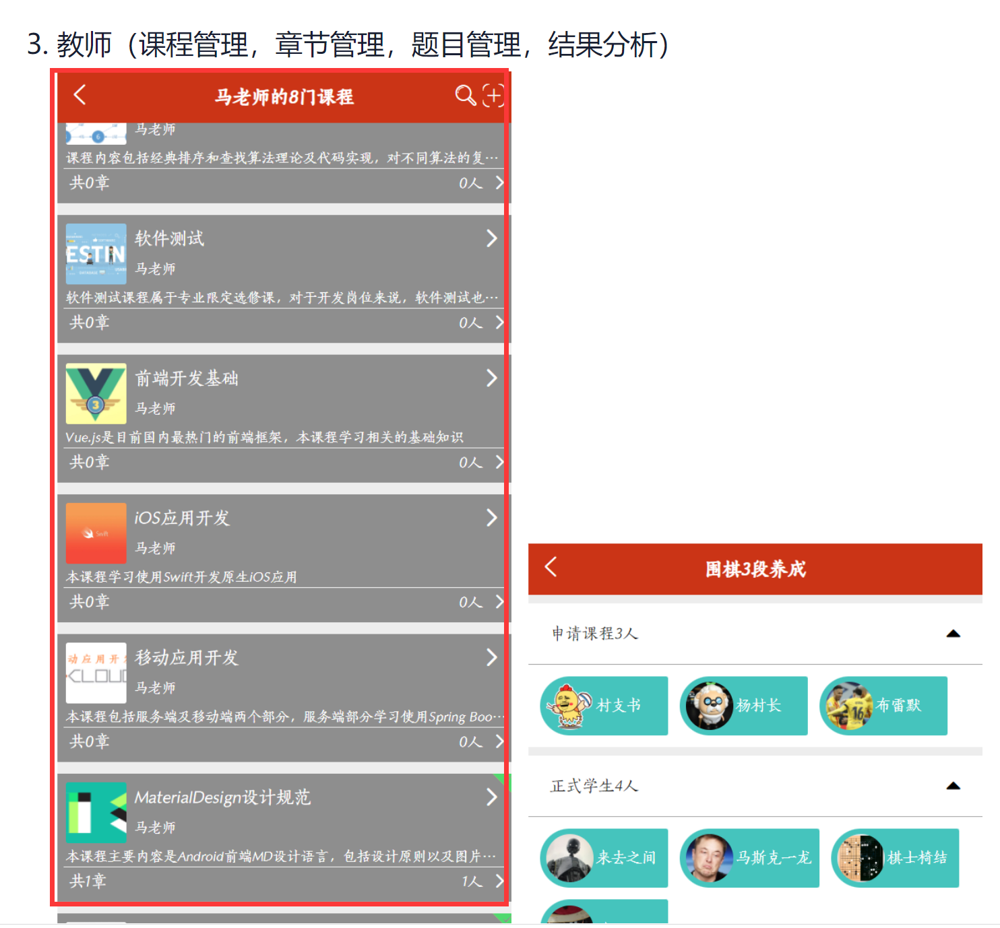 3. 教师（课程管理，章节管理，题目管理，结果分析）
马老师的8门课程
马老师
课程内容包括经典排序和查找算法理论及代码实现，对不同算法的复…
共0章 0人
ESTIN
软件测试
马老师
软件测试课程属于专业限定选修课，对于开发岗位来说，软件测试也…
共0章 0人
3
前端开发基础
马老师
Vue.js是目前国内最热门的前端框架，本课程学习相关的基础知识
共0章 0人
Swift
iOS应用开发
马老师
本课程学习使用Swift开发原生iOS应用
共0章 0人
动应用开
CLOUD
移动应用开发
马老师
本课程包括服务端及移动端两个部分，服务端部分学习使用Spring Boo…
共0章 0人
MaterialDesign设计规范
马老师
本课程主要内容是Android前端MD设计语言，包括设计原则以及图片…
共1章 1人
围棋3段养成
申请课程3人
村支书 杨村长 16 布雷默
正式学生4人
来去之间 马斯克一龙 棋士椅结